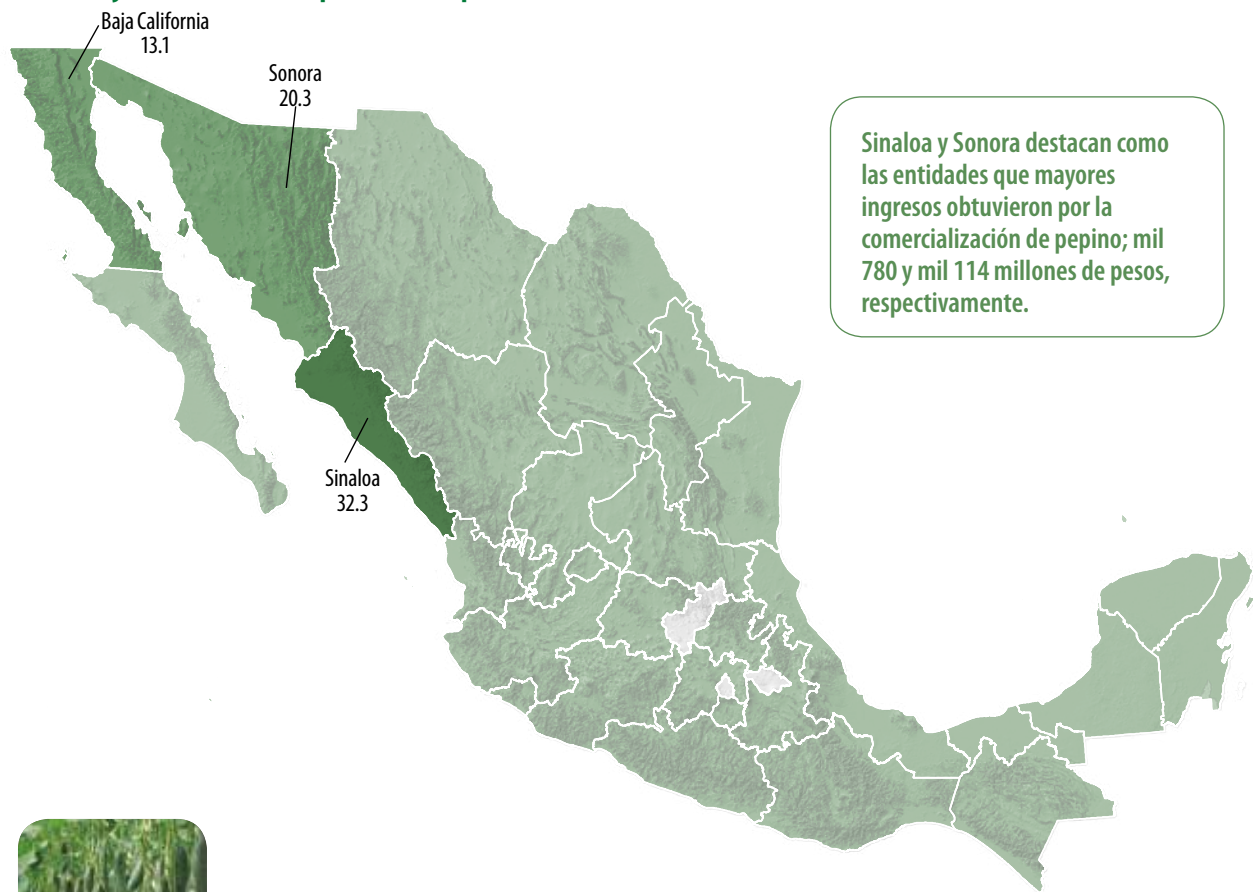 Baja California
13.1
Sonora
20.3
Sinaloa y Sonora destacan como
las entidades que mayores
ingresos obtuvieron por la
comercialización de pepino; mil
780 y mil 114 millones de pesos,
respectivamente.
Sinaloa
32.3